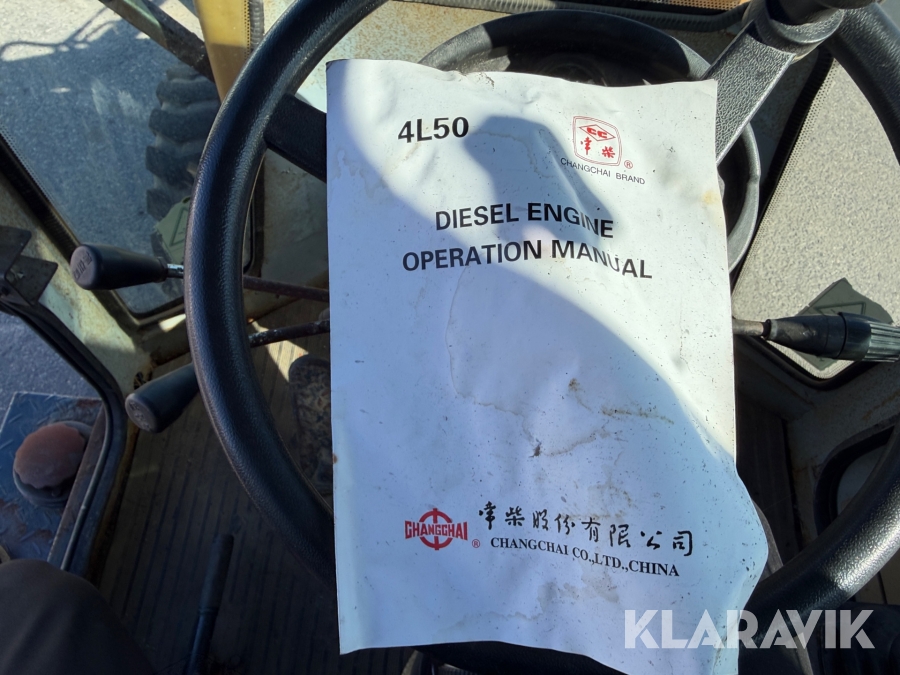 4L50
CC
常柴
®
CHANGCHAI BRAND
DIESEL ENGINE
OPERATION MANUAL
CHANGCHAI ®
常柴股份有限公司
CHANGCHAI CO.,LTD.,CHINA
KLARAVIK